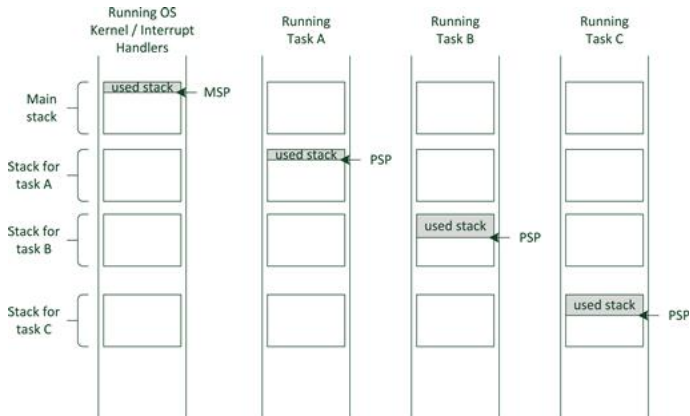 Running OS
Kernel / Interrupt
Handlers
Running
Task A
Running
Task B
Running
Task C
Main
stack
used stack
MSP
Stack for
task A
used stack
PSP
Stack for
task B
used stack
PSP
Stack for
task C
used stack
PSP